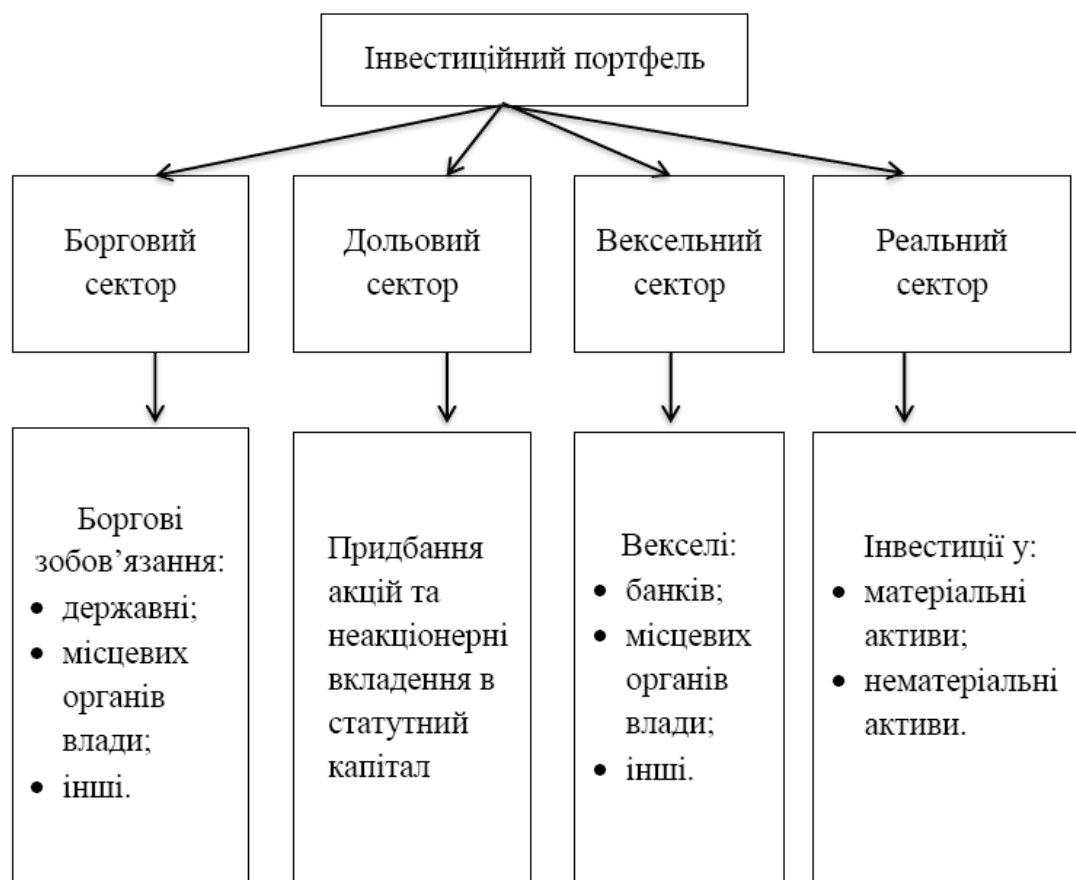 Інвестиційний портфель
Борговий
сектор
Дольовий
сектор
Вексельний
сектор
Реальний
сектор
Боргові
зобов’язання:
• державні;
• місцевих
органів
влади;
• інші.
Придбання
акцій та
неакціонерні
вкладення в
статутний
капітал
Векселі:
• банків;
• місцевих
органів
влади;
• інші.
Інвестиції у:
• матеріальні
активи;
• нематеріальні
активи.